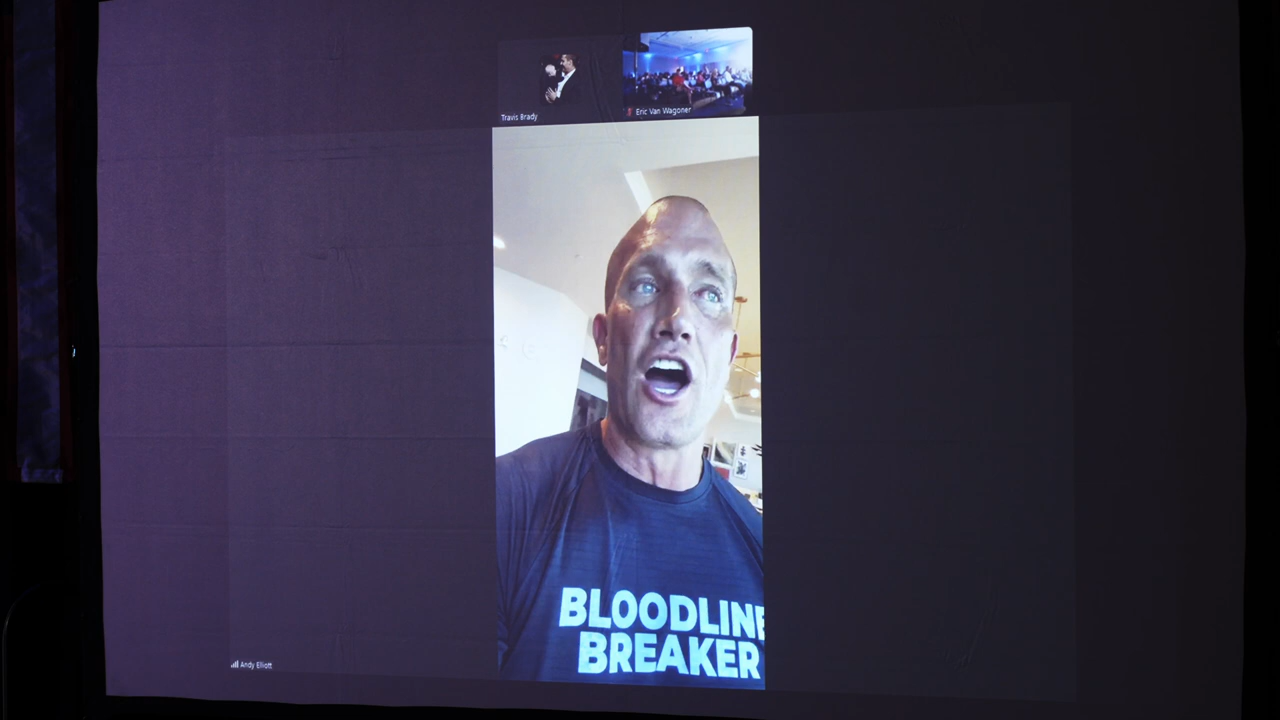 Travis Brady
Eric Van Wagoner
BLOODLINE
BREAKER
Andy Elliott